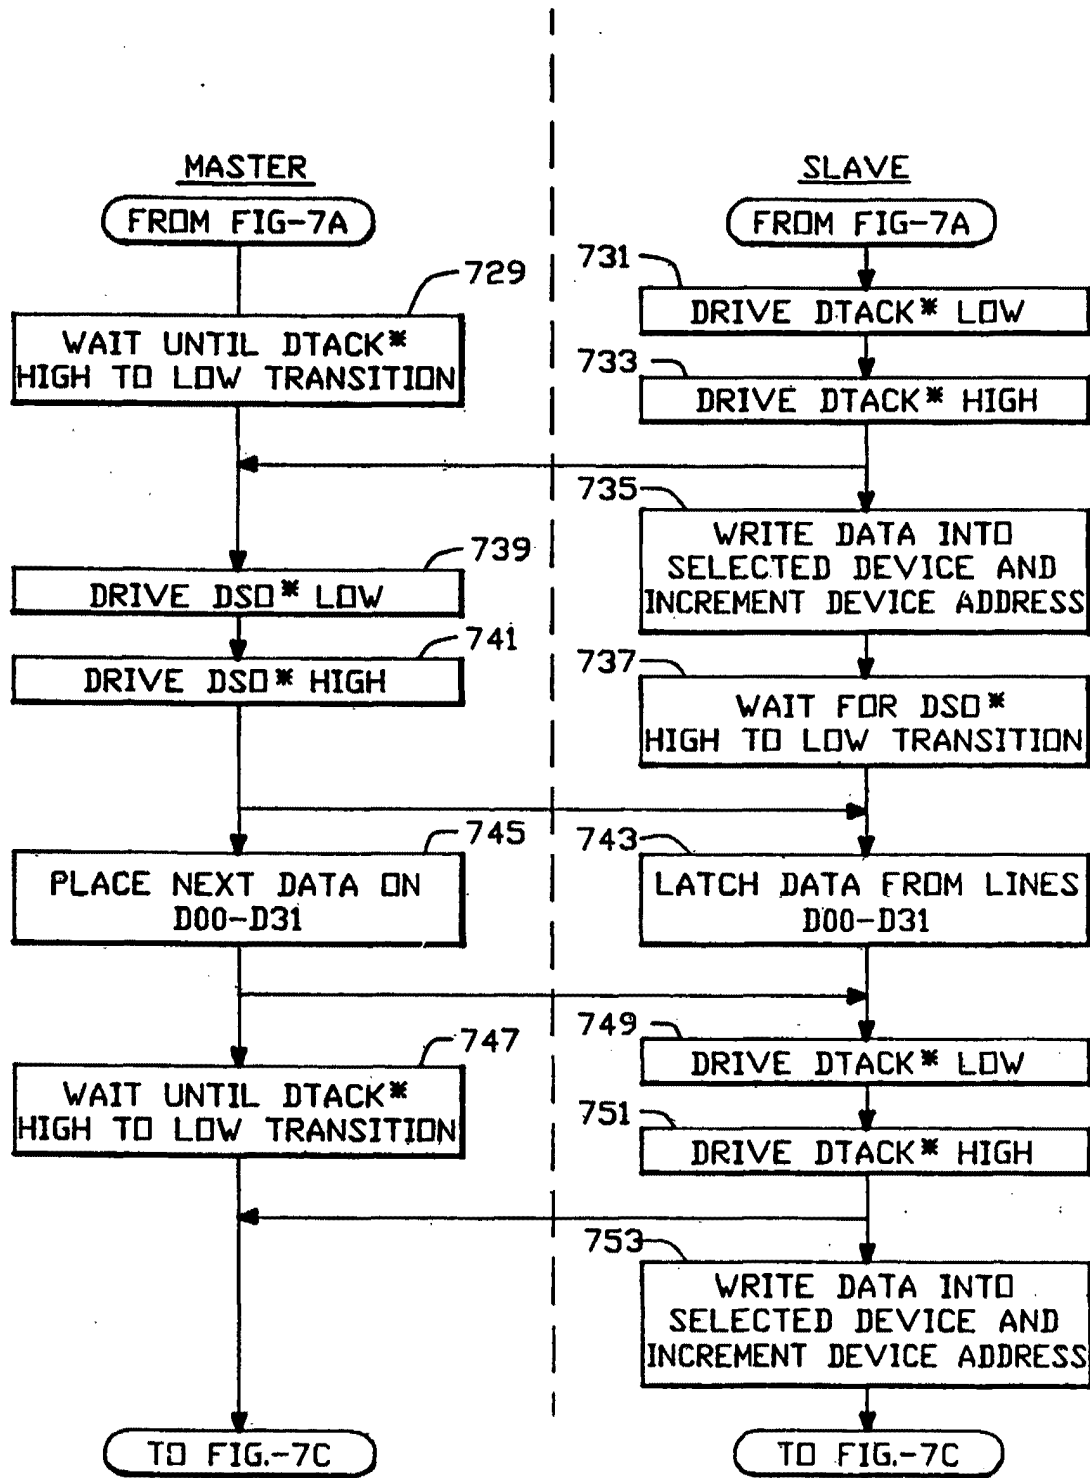 MASTER
FROM FIG-7A
729
WAIT UNTIL DTACK*
HIGH TO LOW TRANSITION
739
DRIVE DSO* LOW
741
DRIVE DSO* HIGH
745
PLACE NEXT DATA ON
D00-D31
747
WAIT UNTIL DTACK*
HIGH TO LOW TRANSITION
TO FIG.-7C
SLAVE
FROM FIG-7A
731
DRIVE DTACK* LOW
733
DRIVE DTACK* HIGH
735
WRITE DATA INTO
SELECTED DEVICE AND
INCREMENT DEVICE ADDRESS
737
WAIT FOR DSO*
HIGH TO LOW TRANSITION
743
LATCH DATA FROM LINES
D00-D31
749
DRIVE DTACK* LOW
751
DRIVE DTACK* HIGH
753
WRITE DATA INTO
SELECTED DEVICE AND
INCREMENT DEVICE ADDRESS
TO FIG.-7C